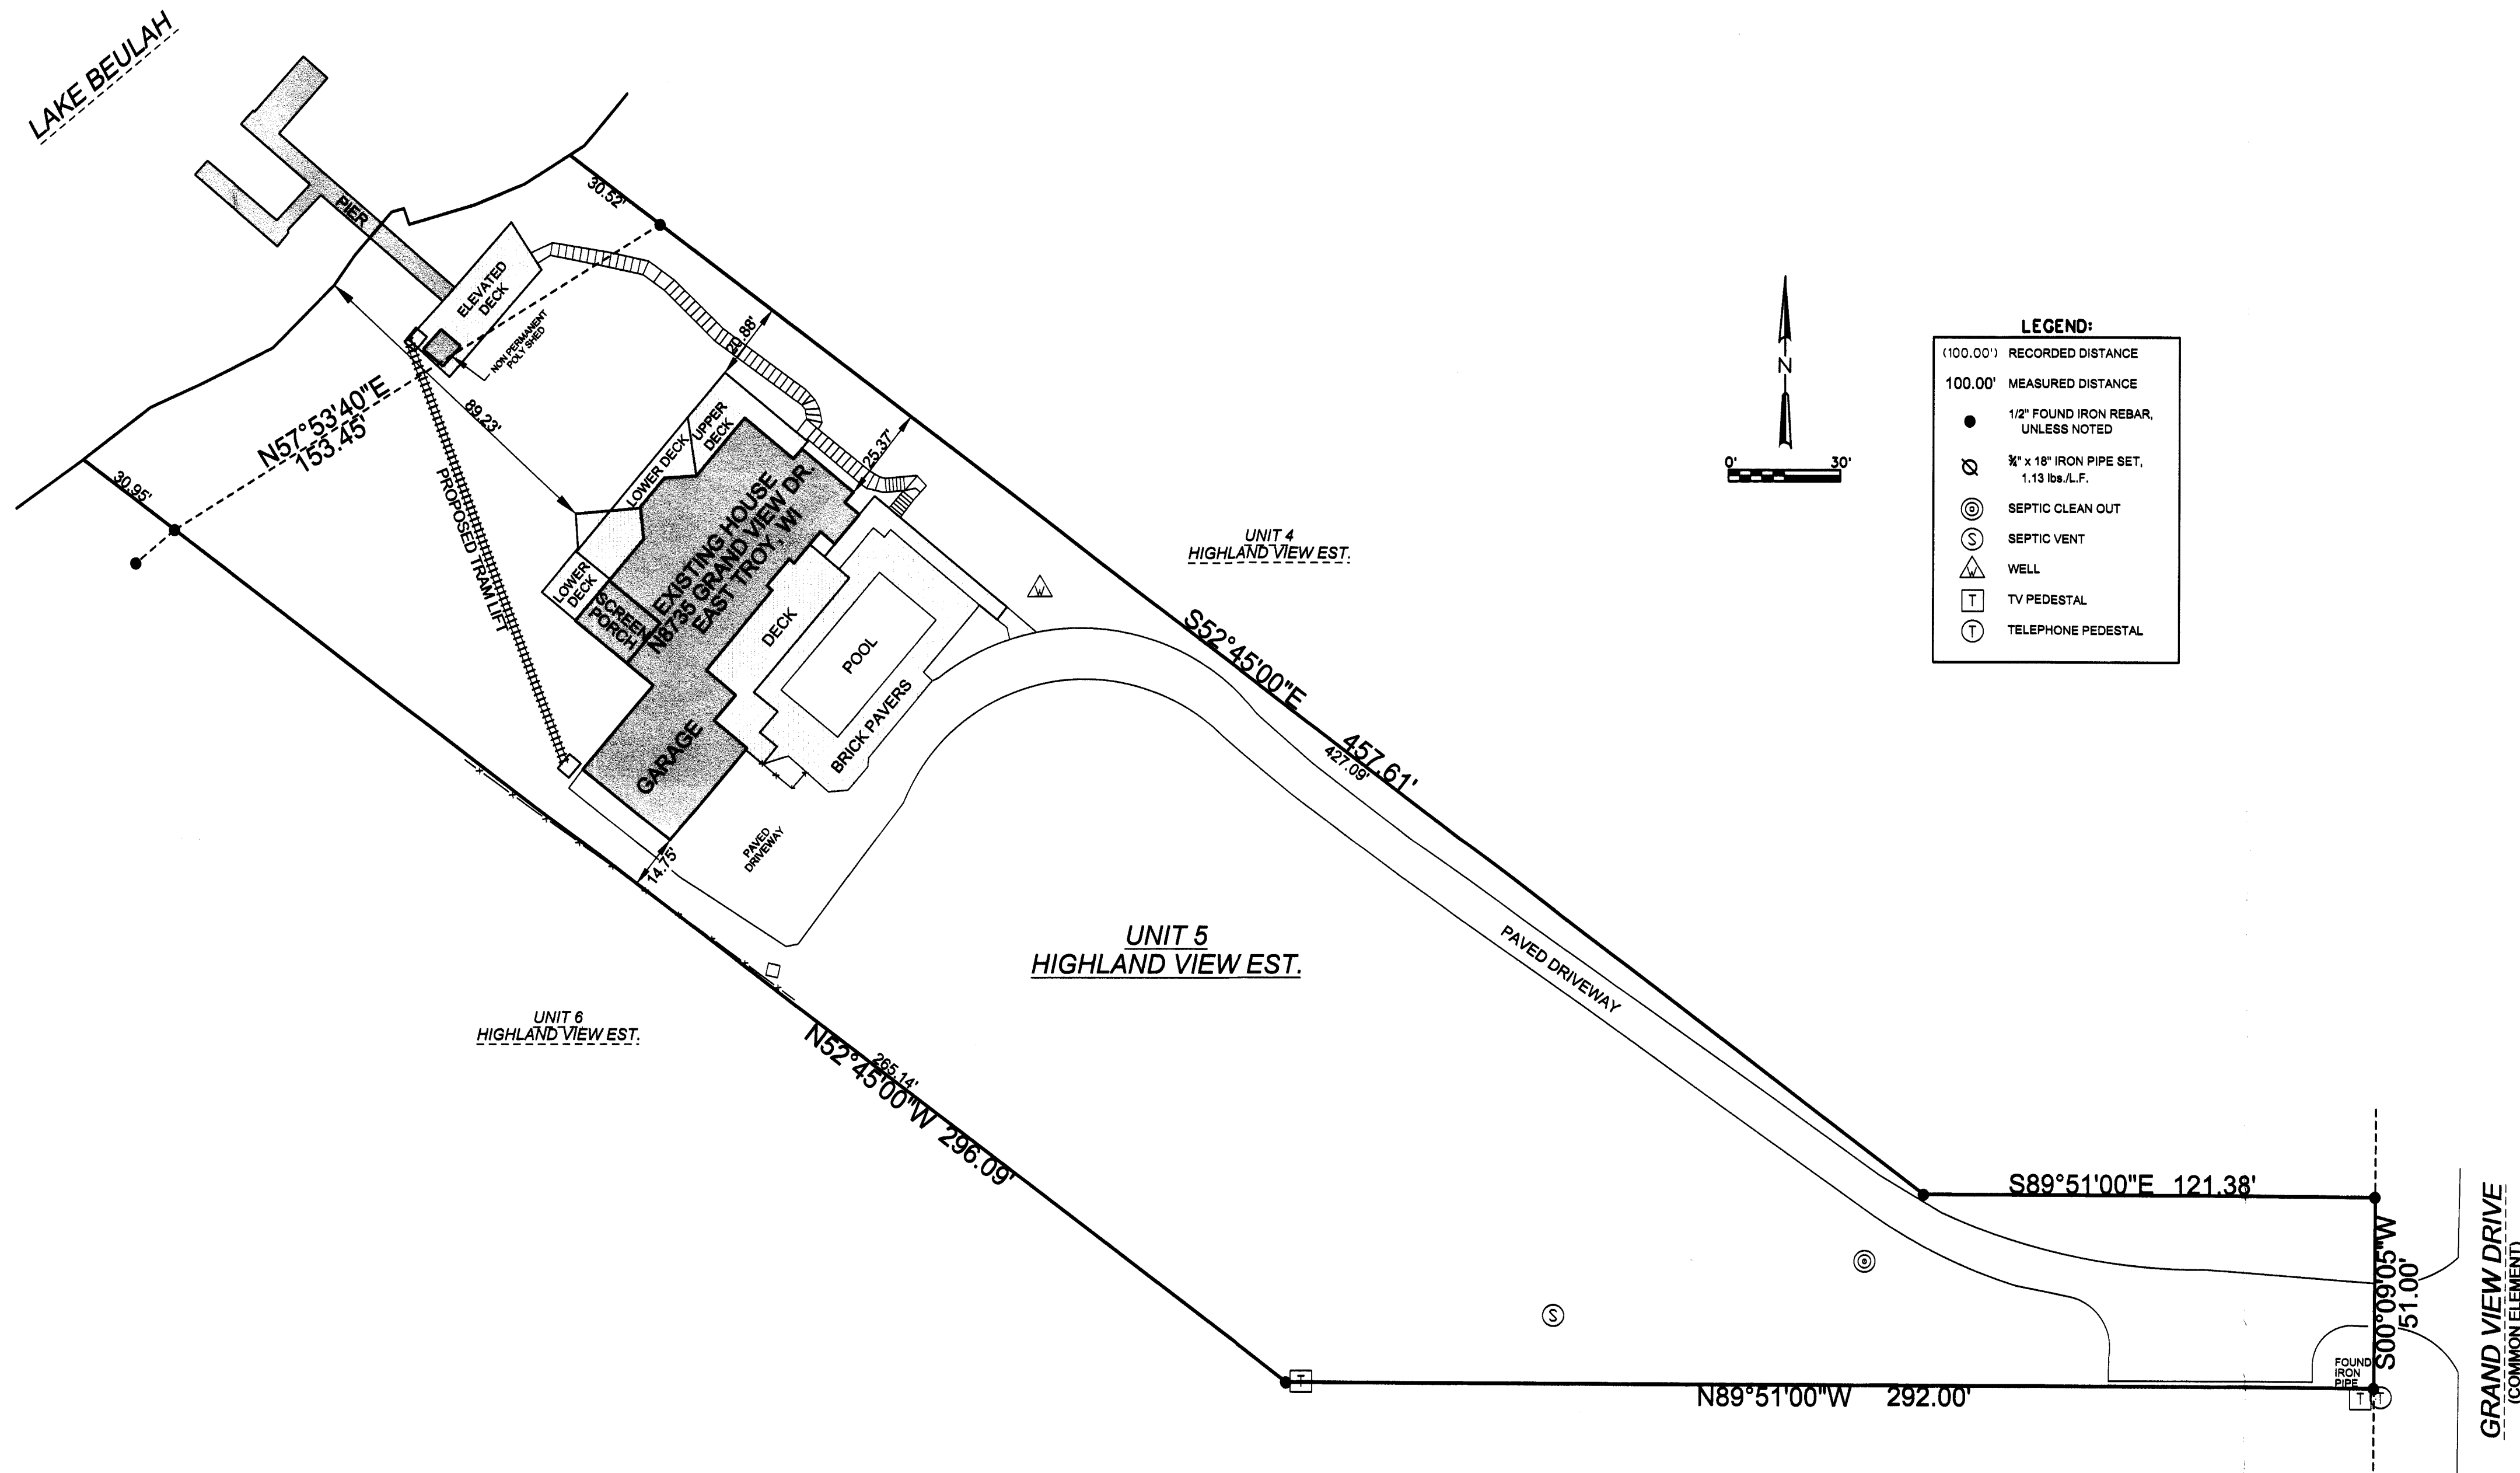 LAKE BEULAH
PIER
30.52'
ELEVATED
DECK
NON PERMANENT
POLY SHED
20.88'
N57°53'40"E
153.45'
89.23'
30.95'
PROPOSED TRAM LIFT
UPPER
DECK
LOWER DECK
25.37'
LOWER
DECK
SCREEN
PORCH
EXISTING HOUSE
N8735 GRAND VIEW DR.
EAST TROY, WI
DECK
POOL
BRICK PAVERS
GARAGE
PAVED
DRIVEWAY
14.75'
W
UNIT 4
HIGHLAND VIEW EST.
S52°45'00"E 457.61'
427.09'
N
0' 30'
LEGEND:
(100.00') RECORDED DISTANCE
100.00' MEASURED DISTANCE
1/2" FOUND IRON REBAR,
UNLESS NOTED
¾" x 18" IRON PIPE SET,
1.13 lbs./L.F.
SEPTIC CLEAN OUT
S SEPTIC VENT
W WELL
T TV PEDESTAL
T TELEPHONE PEDESTAL
UNIT 5
HIGHLAND VIEW EST.
PAVED DRIVEWAY
UNIT 6
HIGHLAND VIEW EST.
265.14'
N52°45'00"W 296.09'
S89°51'00"E 121.38'
S00°09'05"W
51.00'
GRAND VIEW DRIVE
(COMMON ELEMENT)
S
T
N89°51'00"W 292.00'
FOUND
IRON
PIPE
T T